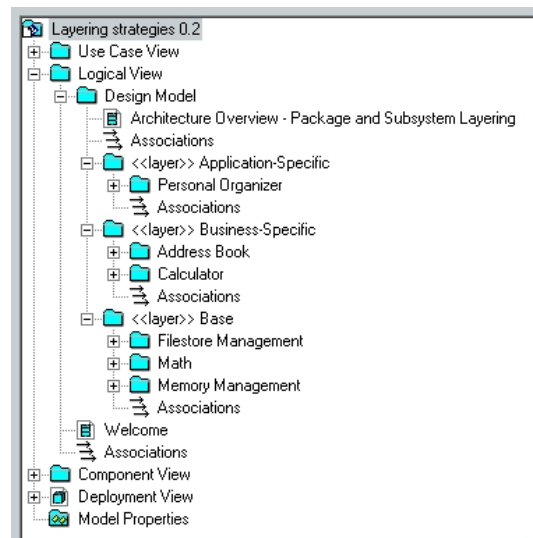 Layering strategies 0.2
Use Case View
Logical View
Design Model
Architecture Overview - Package and Subsystem Layering
Associations
<<layer>> Application-Specific
Personal Organizer
Associations
<<layer>> Business-Specific
Address Book
Calculator
Associations
<<layer>> Base
Filestore Management
Math
Memory Management
Associations
Welcome
Associations
Component View
Deployment View
Model Properties